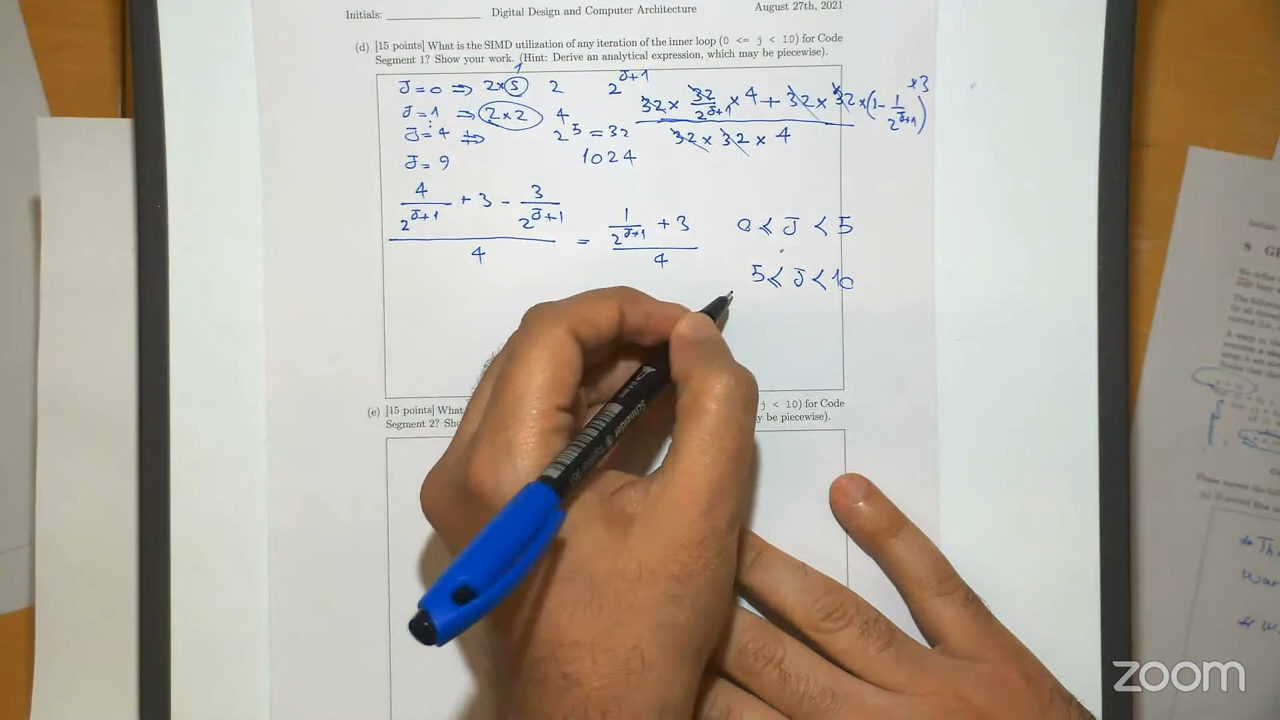 Initials: ____________ Digital Design and Computer Architecture August 27th, 2021
(d) [15 points] What is the SIMD utilization of any iteration of the inner loop (0 <= j < 10) for Code
Segment 1? Show your work. (Hint: Derive an analytical expression, which may be piecewise).
J=0 ⇒ 2×5 1 2 2^{J+1}
J=1 ⇒ 2×2 4
J=4 ⇒ 2^5 = 32
J=9 1024
32 × 32/2^{J+1} × 4 + 32 × 32 × (1 - 1/2^{J+1}) ×3
32 × 32 × 4
4/2^{J+1} + 3 - 3/2^{J+1}
4
= 1/2^{J+1} + 3
4
0 ⩽ J < 5
5 ⩽ J < 10
(e) [15 points] What j < 10) for Code
Segment 2? y be piecewise).
Schneider
zoom